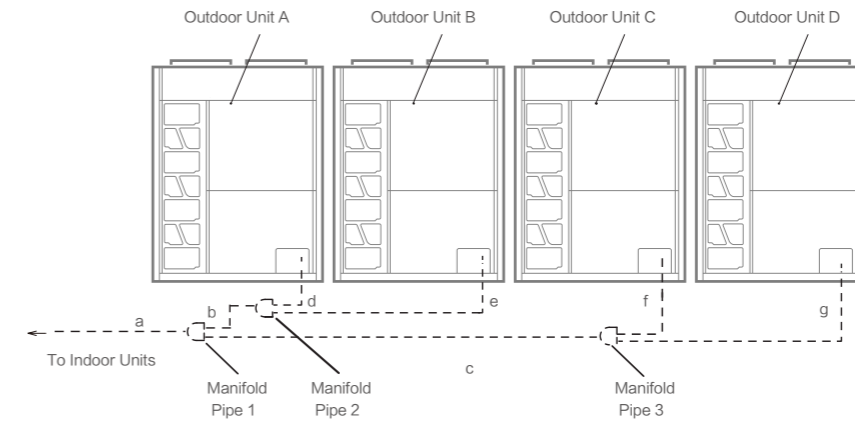 Outdoor Unit A
Outdoor Unit B
Outdoor Unit C
Outdoor Unit D
d
e
f
g
b
a
To Indoor Units
c
Manifold
Pipe 1
Manifold
Pipe 2
Manifold
Pipe 3